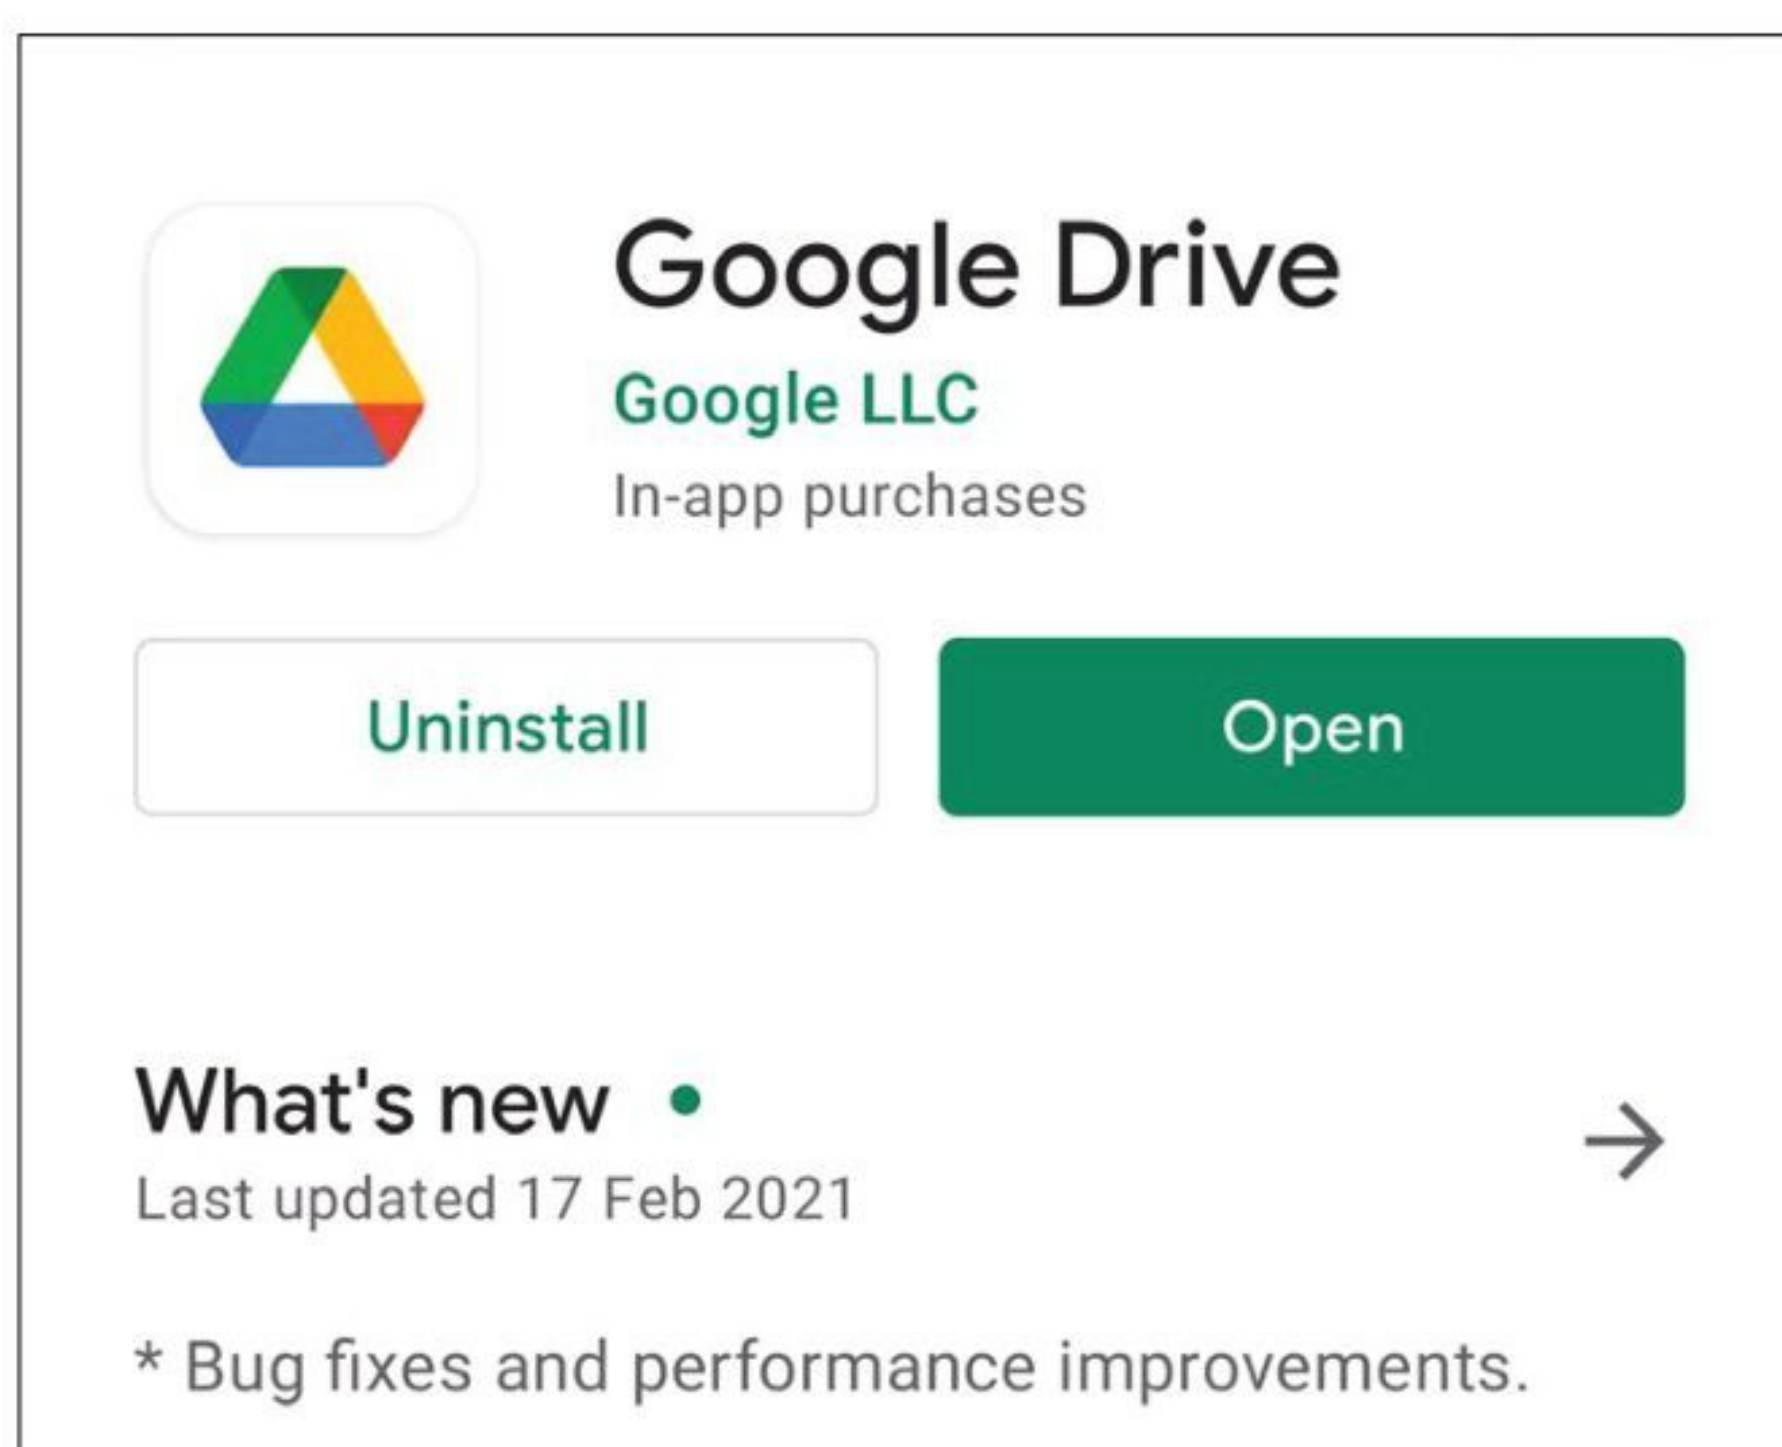 Google Drive
Google LLC
In-app purchases
Uninstall
Open
What's new
Last updated 17 Feb 2021
* Bug fixes and performance improvements.